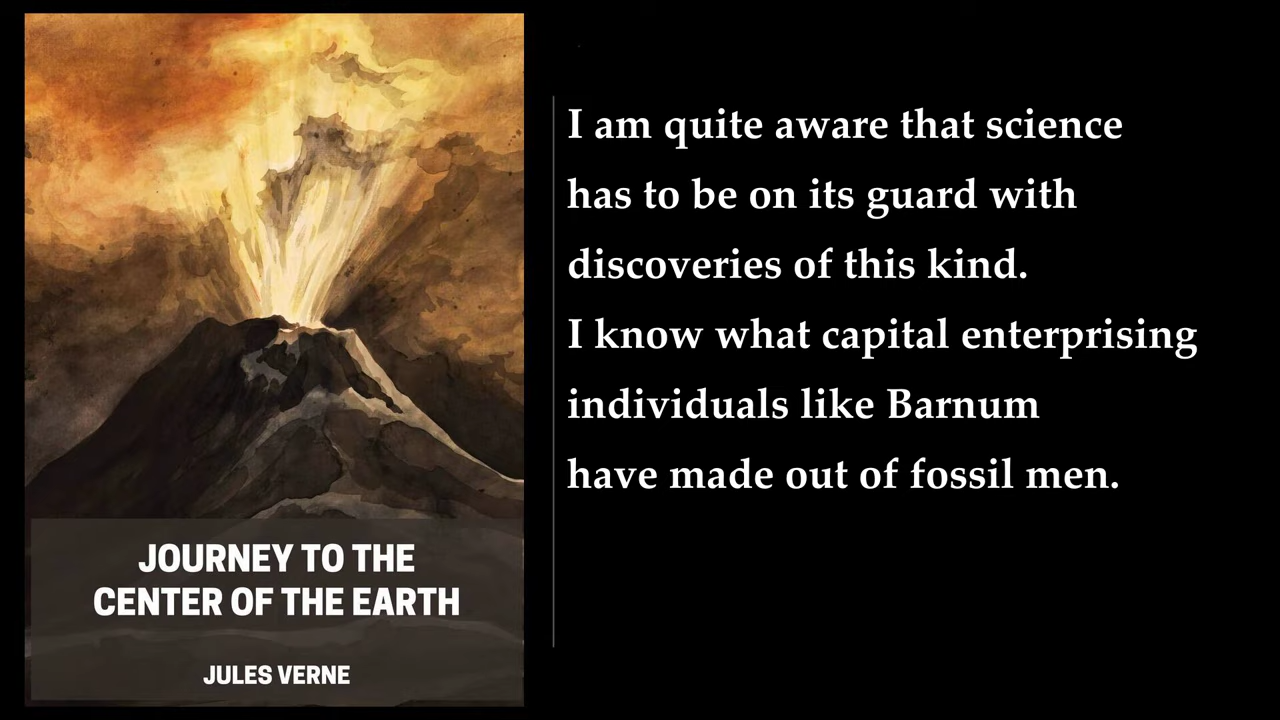 I am quite aware that science
has to be on its guard with
discoveries of this kind.
I know what capital enterprising
individuals like Barnum
have made out of fossil men.
JOURNEY TO THE
CENTER OF THE EARTH
JULES VERNE